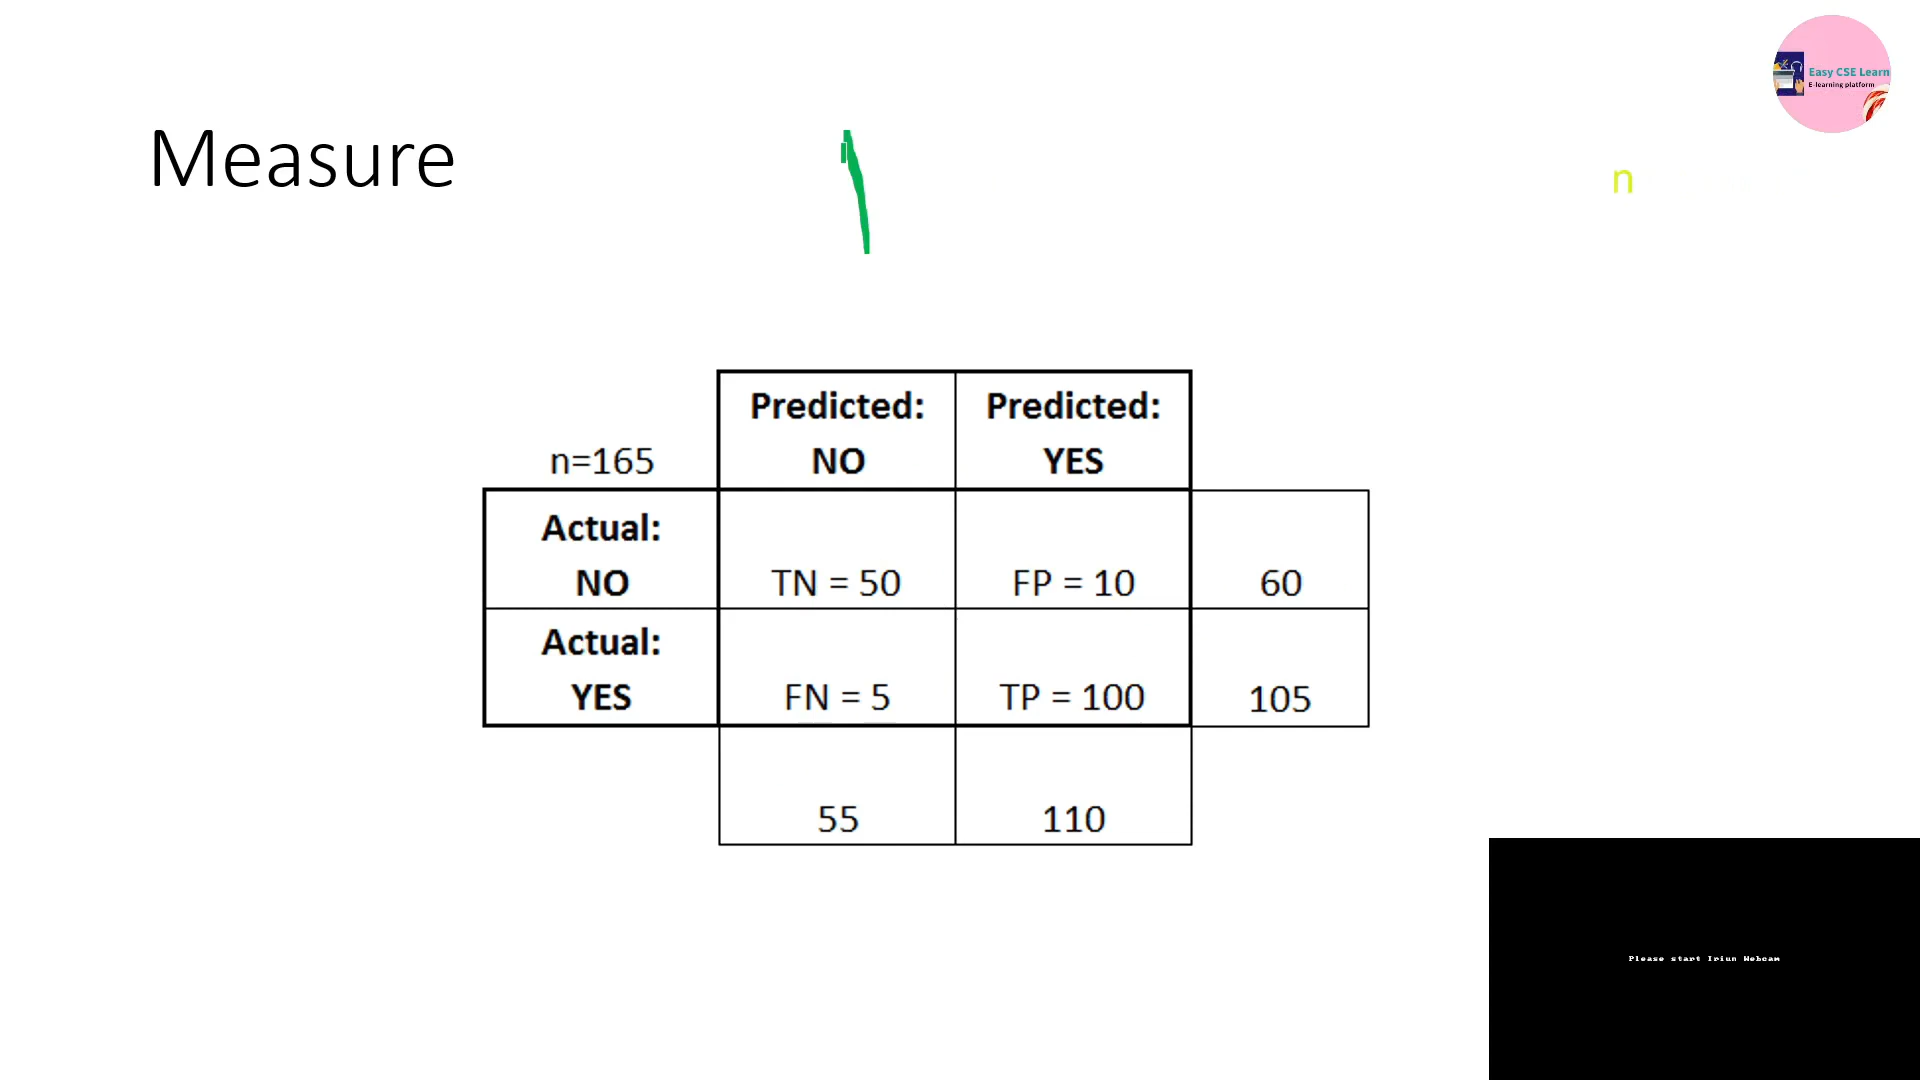 Easy CSE Learn
E-learning platform
Measure
n
Predicted:
NO
Predicted:
YES
n=165
Actual:
NO
TN = 50
FP = 10
60
Actual:
YES
FN = 5
TP = 100
105
55
110
Please start Iriun Webcam